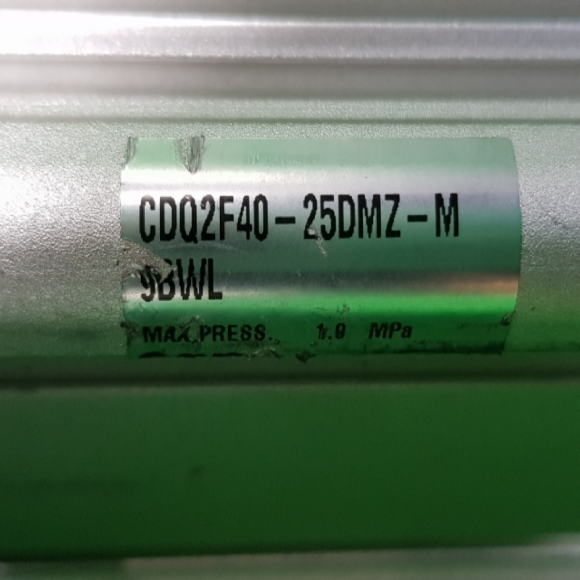 CDQ2F40-25DMZ-M
9BWL
MAX.PRESS. 1.0 MPa